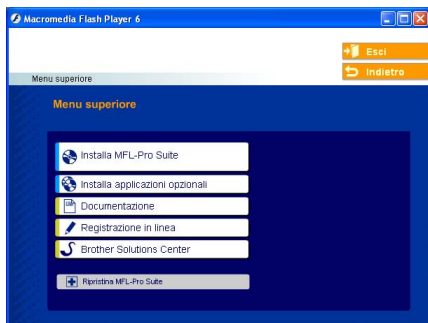 Macromedia Flash Player 6
Esci
Indietro
Menu superiore
Menu superiore
Installa MFL-Pro Suite
Installa applicazioni opzionali
Documentazione
Registrazione in linea
Brother Solutions Center
Ripristina MFL-Pro Suite